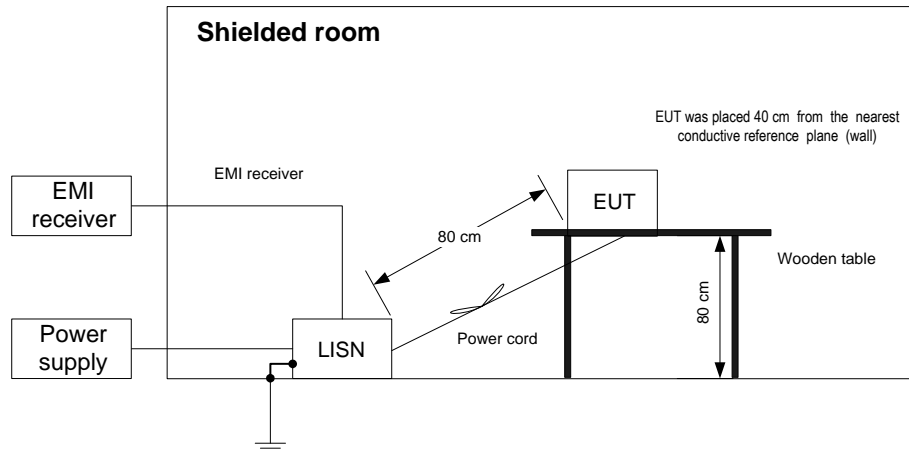 Shielded room
EUT was placed 40 cm from the nearest
conductive reference plane (wall)
EMI receiver
EMI
receiver
EUT
80 cm
Wooden table
80 cm
Power
supply
LISN
Power cord